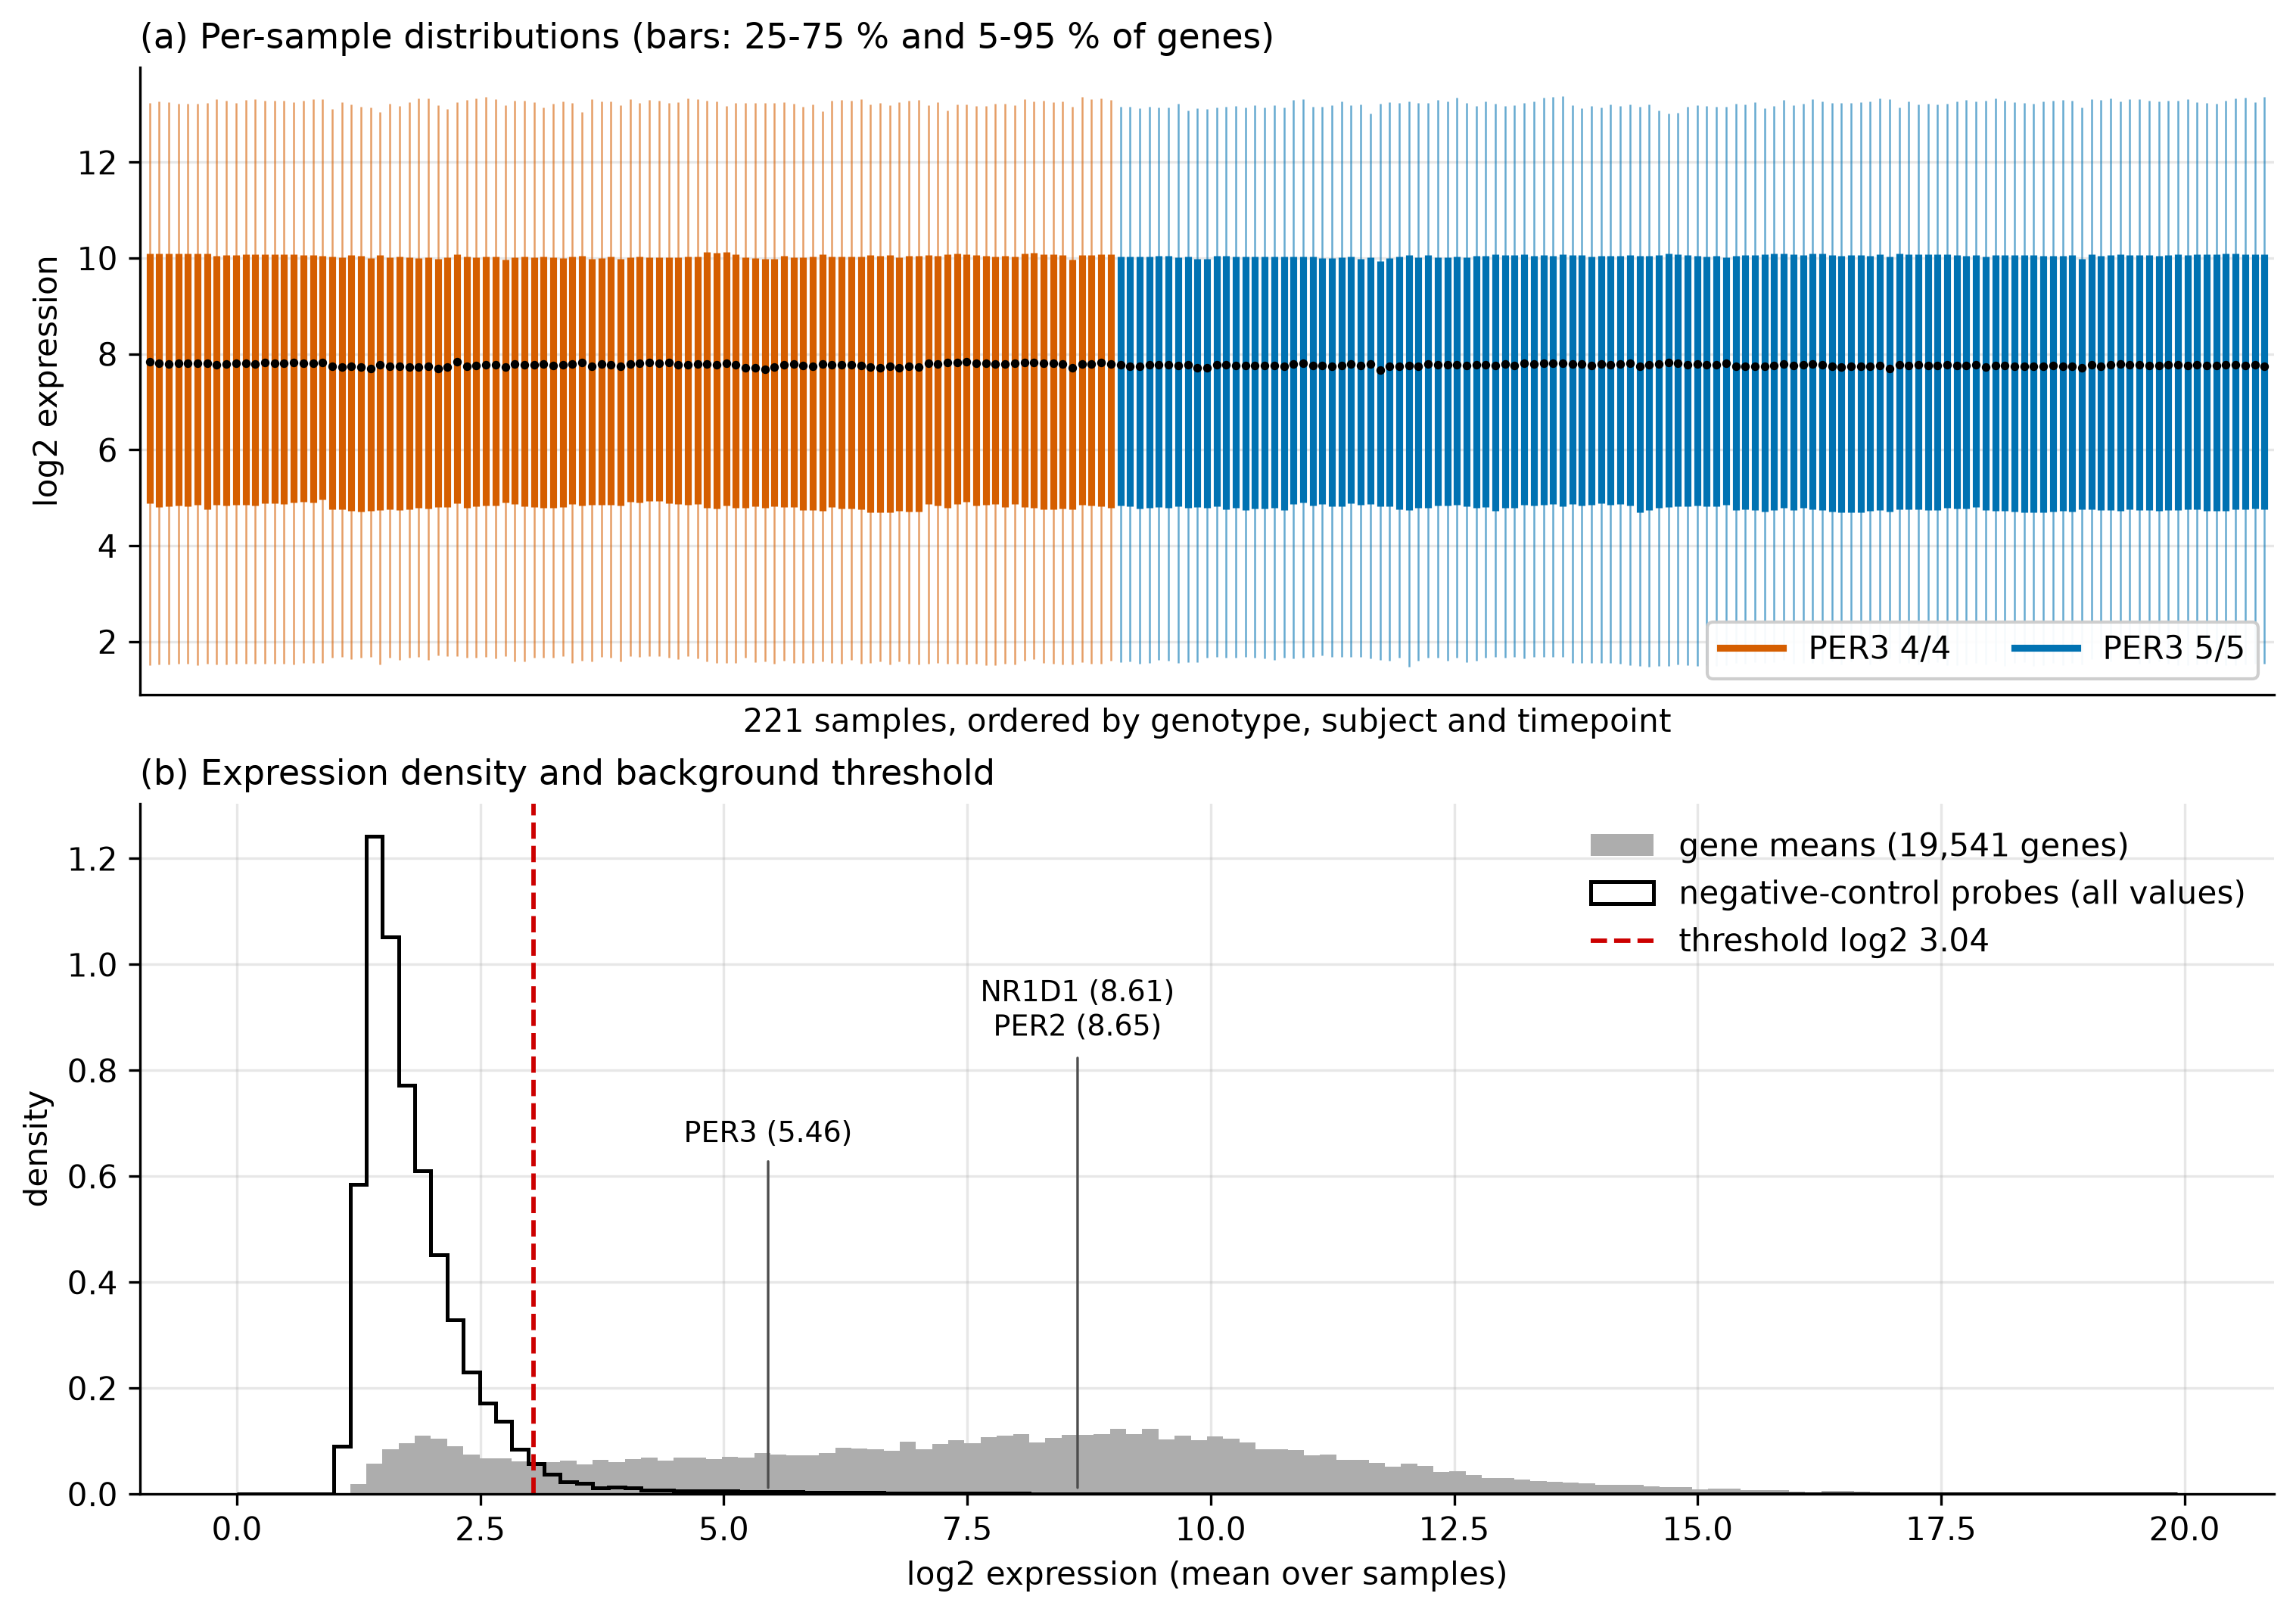 (a) Per-sample distributions (bars: 25-75 % and 5-95 % of genes)
12
10
8
6
4
2
log2 expression
PER3 4/4
PER3 5/5
221 samples, ordered by genotype, subject and timepoint
(b) Expression density and background threshold
1.2
1.0
0.8
0.6
0.4
0.2
0.0
density
gene means (19,541 genes)
negative-control probes (all values)
threshold log2 3.04
NR1D1 (8.61)
PER2 (8.65)
PER3 (5.46)
0.0
2.5
5.0
7.5
10.0
12.5
15.0
17.5
20.0
log2 expression (mean over samples)